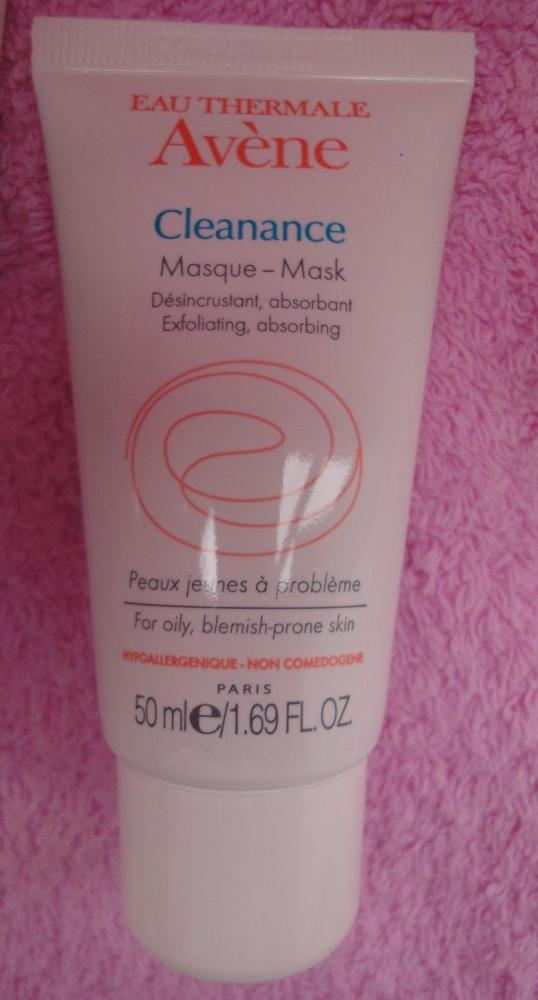 EAU THERMALE
Avène
Cleanance
Masque – Mask
Désincrustant, absorbant
Exfoliating, absorbing
Peaux jeunes à problème
For oily, blemish-prone skin
HYPOALLERGENIQUE - NON COMEDOGENE
PARIS
50 ml e/1.69 FL. OZ.